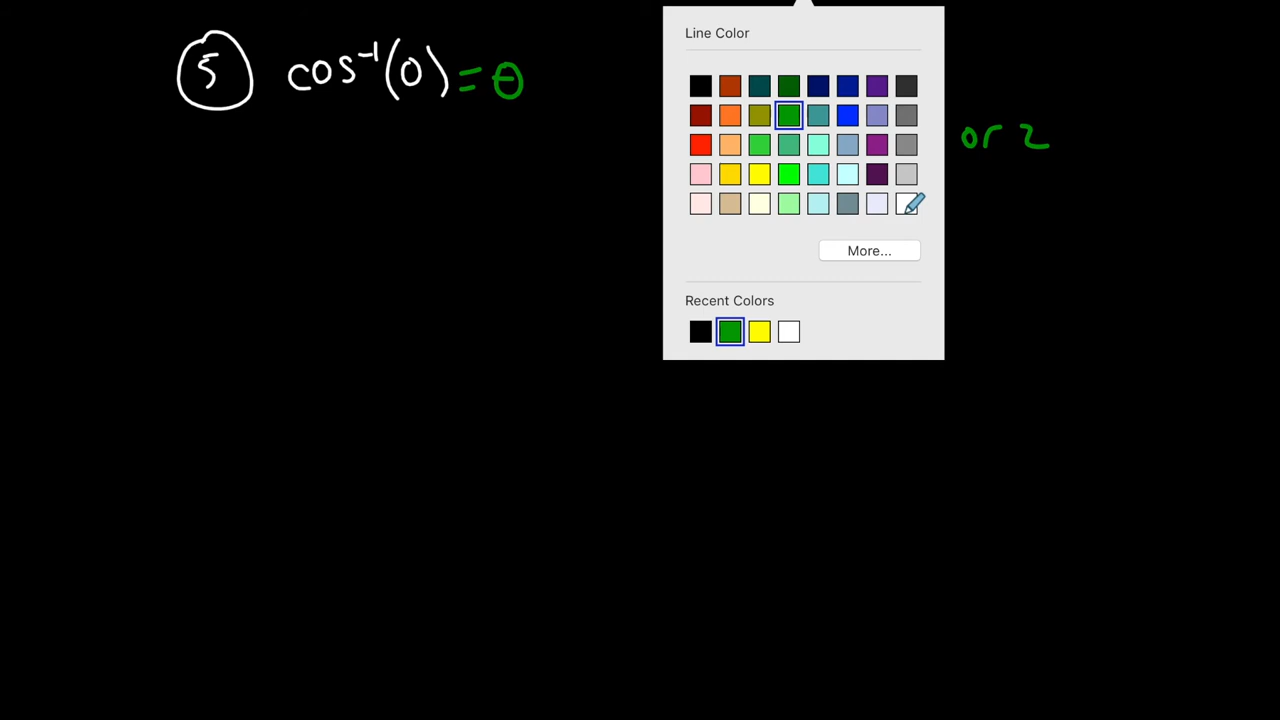 5 cos⁻¹(0) = θ
Line Color
or 2
More...
Recent Colors